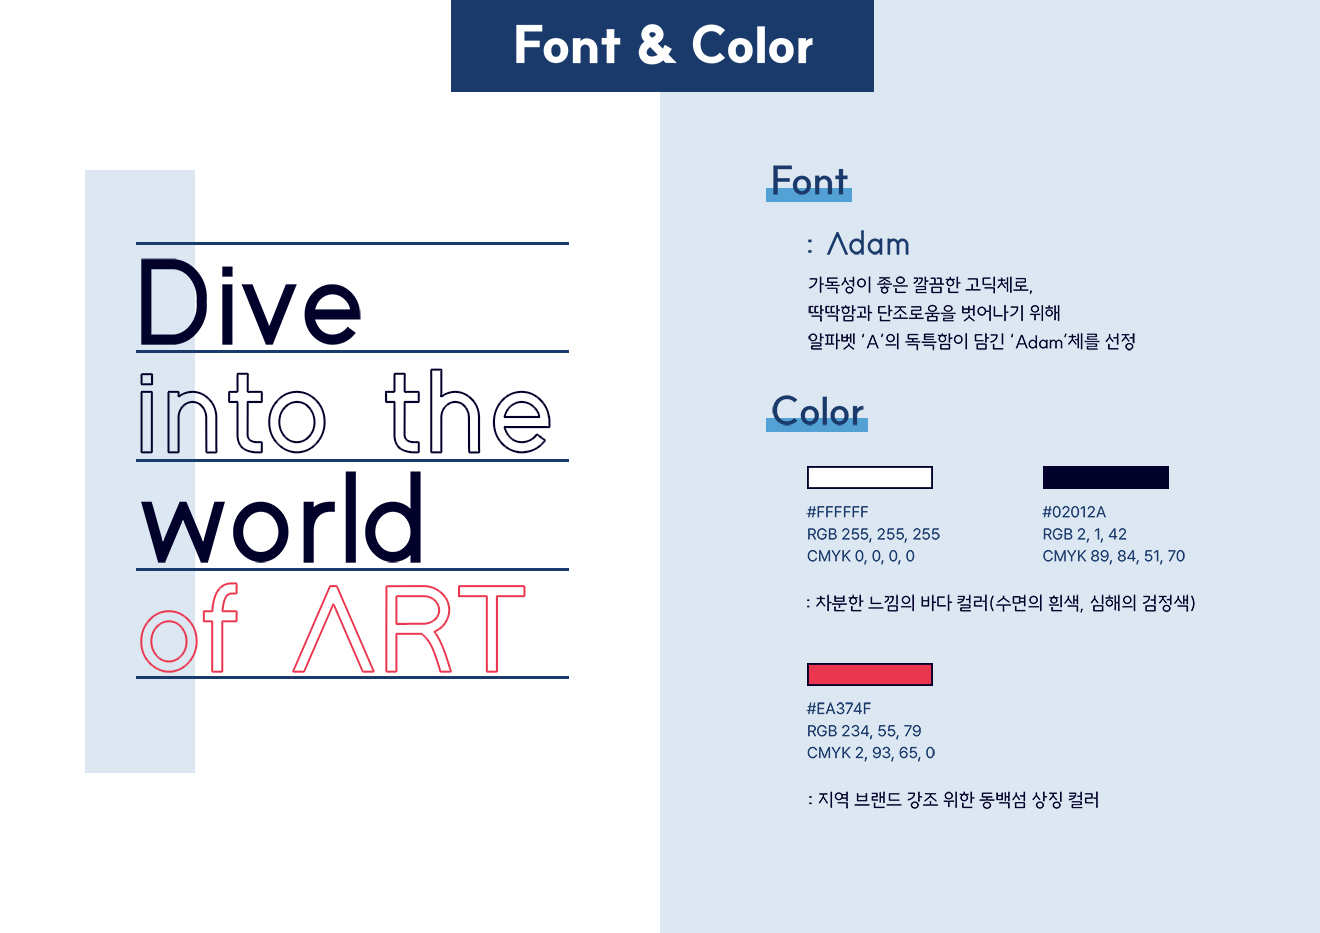 Font & Color
Dive
into the
world
of ART
Font
: Adam
가독성이 좋은 깔끔한 고딕체로,
딱딱함과 단조로움을 벗어나기 위해
알파벳 ‘A’의 독특함이 담긴 ‘Adam’체를 선정
Color
#FFFFFF
RGB 255, 255, 255
CMYK 0, 0, 0, 0
#02012A
RGB 2, 1, 42
CMYK 89, 84, 51, 70
: 차분한 느낌의 바다 컬러(수면의 흰색, 심해의 검정색)
#EA374F
RGB 234, 55, 79
CMYK 2, 93, 65, 0
: 지역 브랜드 강조 위한 동백섬 상징 컬러